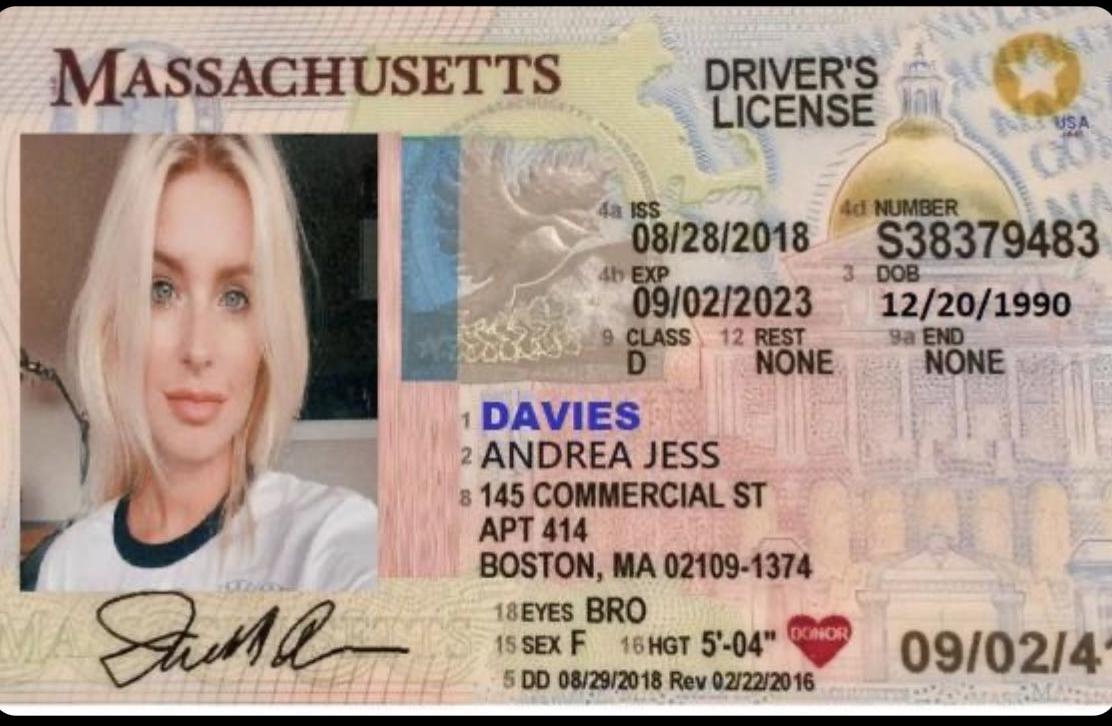 MASSACHUSETTS
DRIVER'S
LICENSE
USA
4a ISS
08/28/2018
4d NUMBER
S38379483
4b EXP
09/02/2023
3 DOB
12/20/1990
9 CLASS
D
12 REST
NONE
9a END
NONE
1 DAVIES
2 ANDREA JESS
8 145 COMMERCIAL ST
APT 414
BOSTON, MA 02109-1374
18 EYES BRO
15 SEX F 16 HGT 5'-04"
DONOR
09/02/4
5 DD 08/29/2018 Rev 02/22/2016